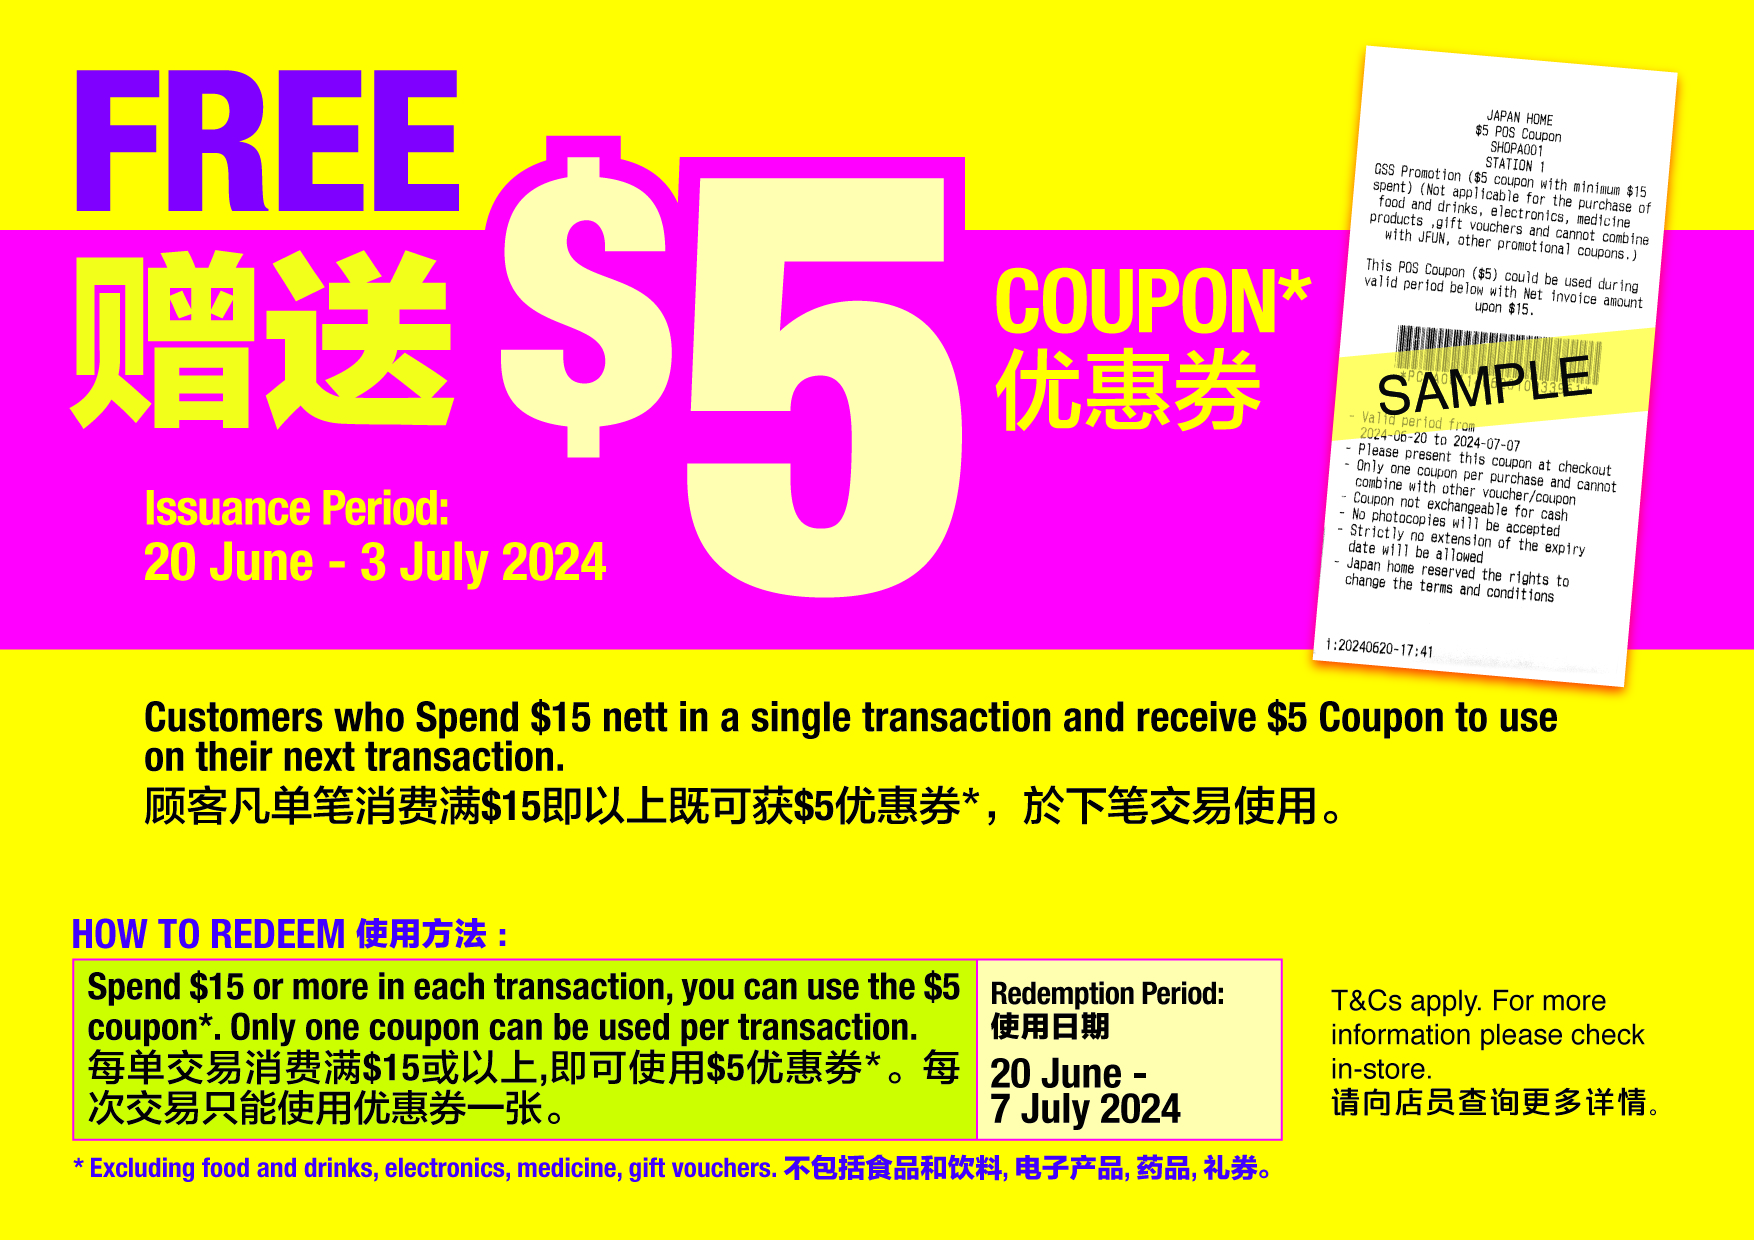 FREE
赠送
$5
COUPON*
优惠券
Issuance Period:
20 June - 3 July 2024
JAPAN HOME
$5 POS Coupon
SHOPA001
STATION 1
GSS Promotion ($5 coupon with minimum $15
spent) (Not applicable for the purchase of
food and drinks, electronics, medicine
products ,gift vouchers and cannot combine
with JFUN, other promotional coupons.)
This POS Coupon ($5) could be used during
valid period below with Net invoice amount
upon $15.
SAMPLE
- Valid period from
2024-06-20 to 2024-07-07
- Please present this coupon at checkout
- Only one coupon per purchase and cannot
combine with other voucher/coupon
- Coupon not exchangeable for cash
- No photocopies will be accepted
- Strictly no extension of the expiry
date will be allowed
- Japan home reserved the rights to
change the terms and conditions
1:20240620-17:41
Customers who Spend $15 nett in a single transaction and receive $5 Coupon to use
on their next transaction.
顾客凡单笔消费满$15即以上既可获$5优惠券*，於下笔交易使用。
HOW TO REDEEM 使用方法：
Spend $15 or more in each transaction, you can use the $5
coupon*. Only one coupon can be used per transaction.
每单交易消费满$15或以上,即可使用$5优惠劵*。每
次交易只能使用优惠券一张。
Redemption Period:
使用日期
20 June -
7 July 2024
T&Cs apply. For more
information please check
in-store.
请向店员查询更多详情。
* Excluding food and drinks, electronics, medicine, gift vouchers. 不包括食品和饮料, 电子产品, 药品, 礼券。